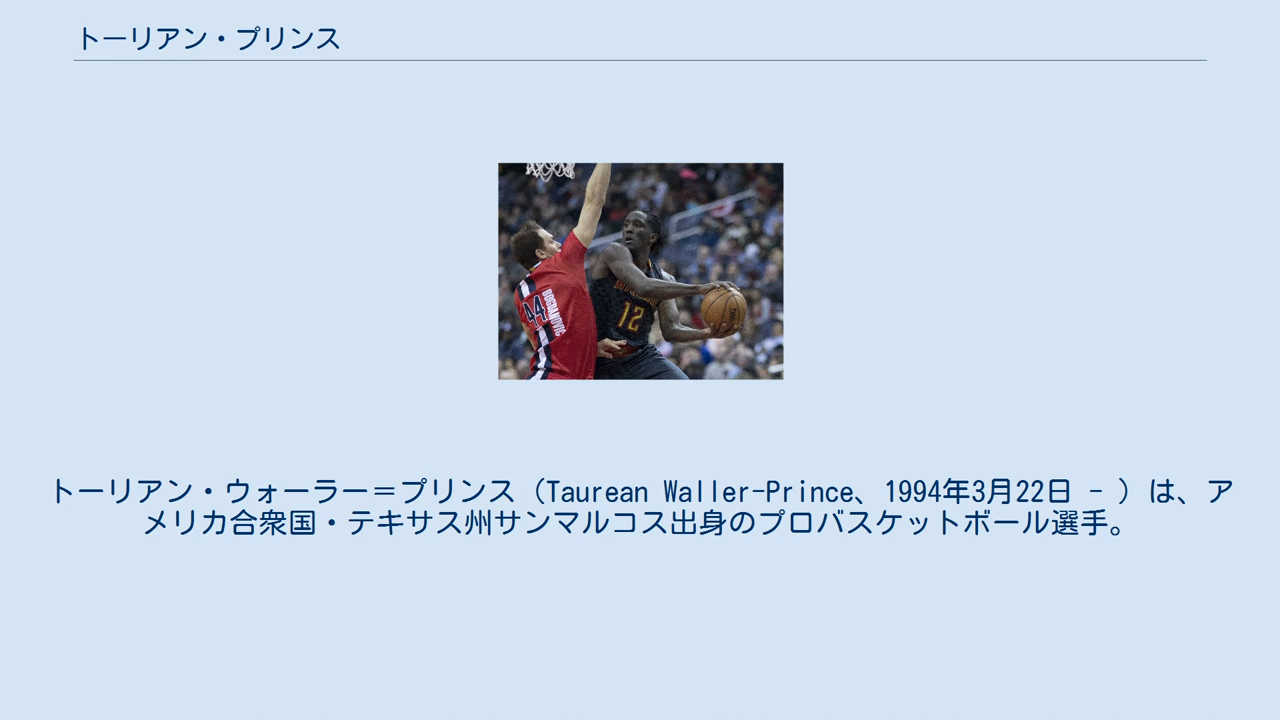 トーリアン・プリンス
44
BOGDANOVIC
12
トーリアン・ウォーラー＝プリンス（Taurean Waller-Prince、1994年3月22日 - ）は、ア
メリカ合衆国・テキサス州サンマルコス出身のプロバスケットボール選手。